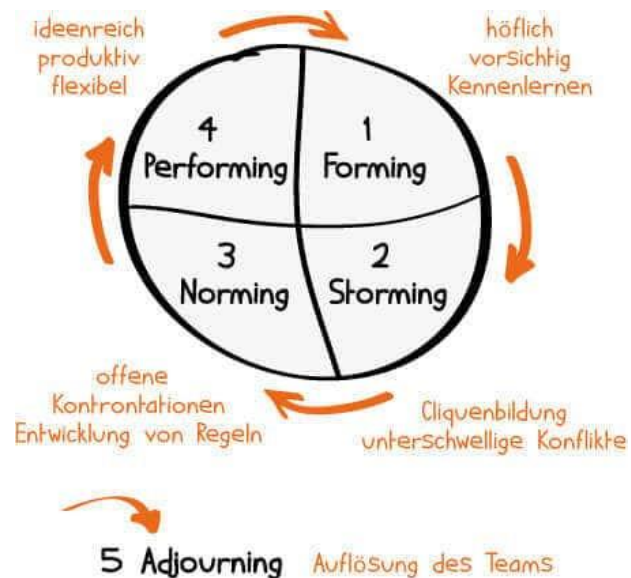 ideenreich
produktiv
flexibel
höflich
vorsichtig
Kennenlernen
4
Performing
1
Forming
3
Norming
2
Storming
offene
Kontrontationen
Entwicklung von Regeln
Cliquenbildung
unterschwellige Konflikte
5 Adjourning Auflösung des Teams